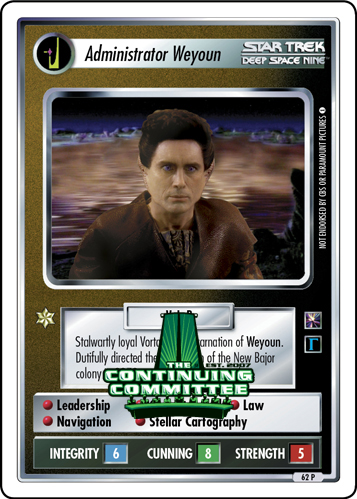 Administrator Weyoun
STAR TREK
DEEP SPACE NINE
NOT ENDORSED BY CBS OR PARAMOUNT PICTURES
Stalwartly loyal Vorta incarnation of Weyoun.
Dutifully directed the of the New Bajor
colony
THE
CONTINUING
EST. 2007
COMMITTEE
Leadership Law
Navigation Stellar Cartography
INTEGRITY 6 CUNNING 8 STRENGTH 5
62 P